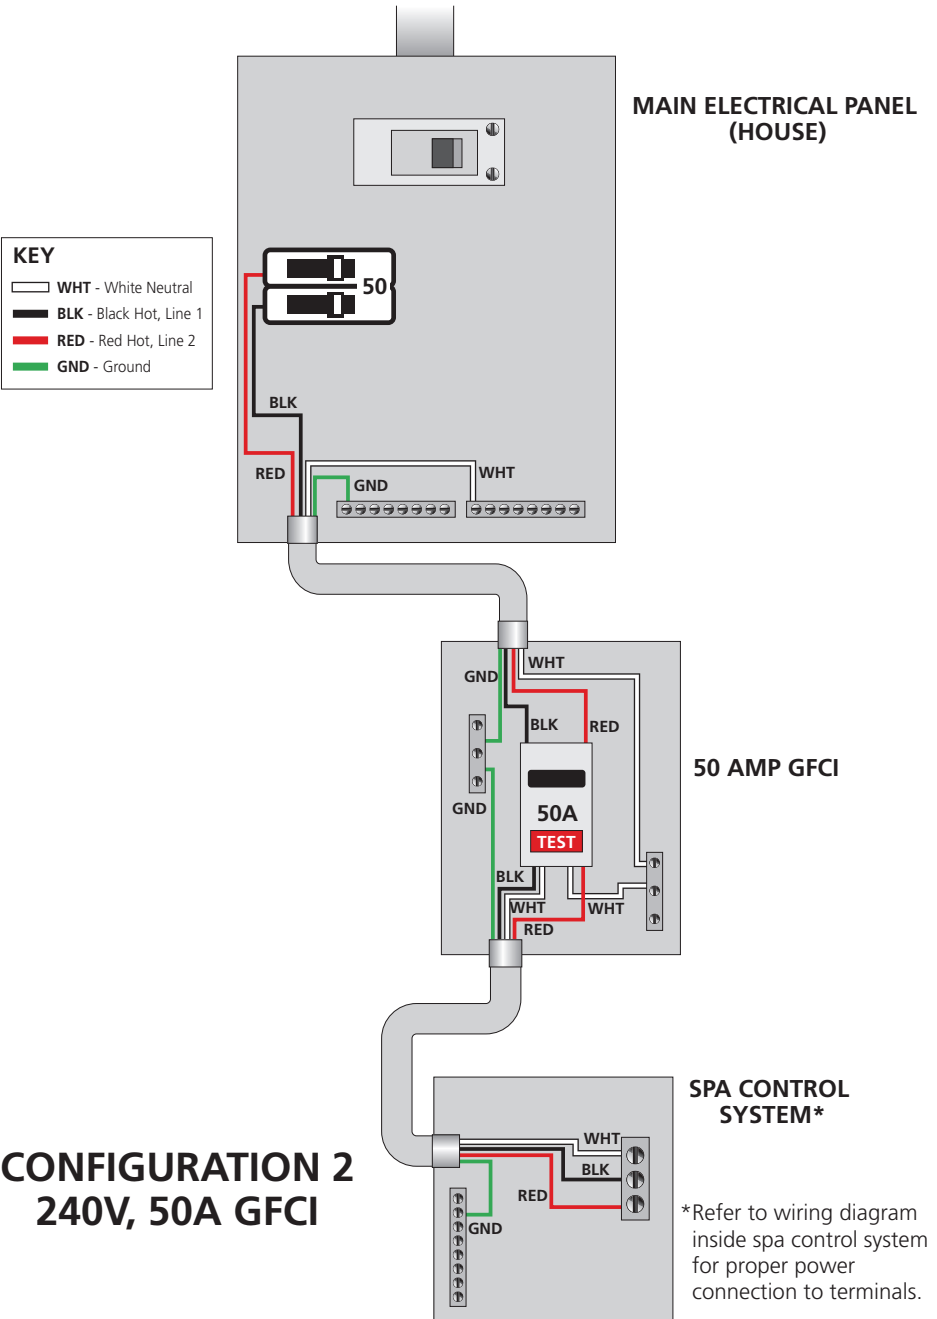 MAIN ELECTRICAL PANEL
(HOUSE)
KEY
WHT - White Neutral
BLK - Black Hot, Line 1
RED - Red Hot, Line 2
GND - Ground
50
BLK
RED
GND
WHT
WHT
GND
BLK
RED
50 AMP GFCI
GND
50A
TEST
BLK
WHT
WHT
RED
SPA CONTROL
SYSTEM*
WHT
BLK
RED
GND
CONFIGURATION 2
240V, 50A GFCI
*Refer to wiring diagram
inside spa control system
for proper power
connection to terminals.